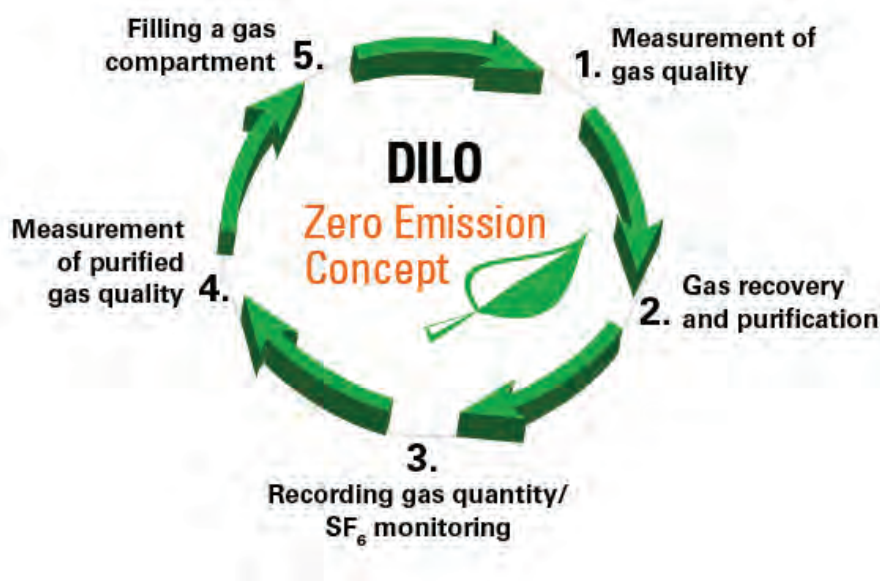 DILO
Zero Emission
Concept
1. Measurement of
gas quality
2. Gas recovery
and purification
3.
Recording gas quantity/
SF₆ monitoring
Measurement
of purified
gas quality 4.
Filling a gas
compartment 5.